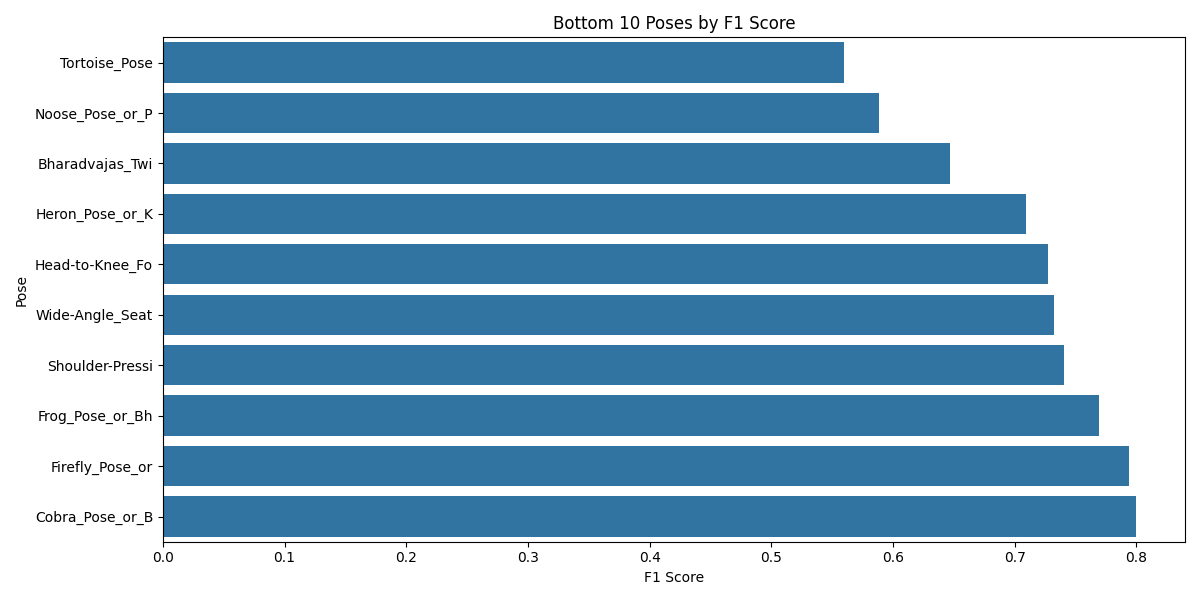 Bottom 10 Poses by F1 Score
Pose
Tortoise_Pose
Noose_Pose_or_P
Bharadvajas_Twi
Heron_Pose_or_K
Head-to-Knee_Fo
Wide-Angle_Seat
Shoulder-Pressi
Frog_Pose_or_Bh
Firefly_Pose_or
Cobra_Pose_or_B
0.0 0.1 0.2 0.3 0.4 0.5 0.6 0.7 0.8
F1 Score